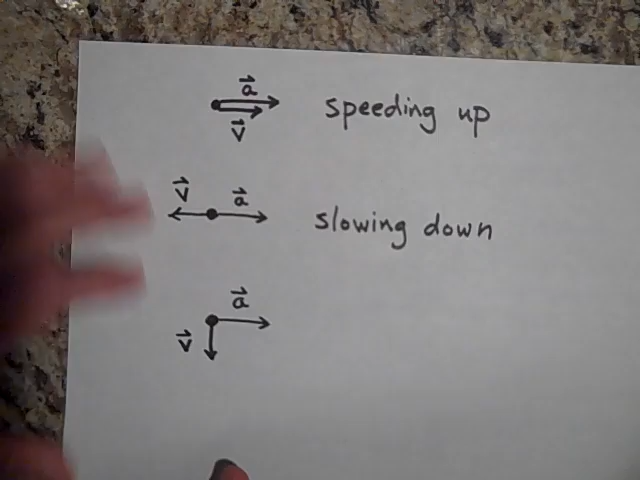 a⃗
v⃗
speeding up
v⃗ a⃗
slowing down
a⃗
v⃗